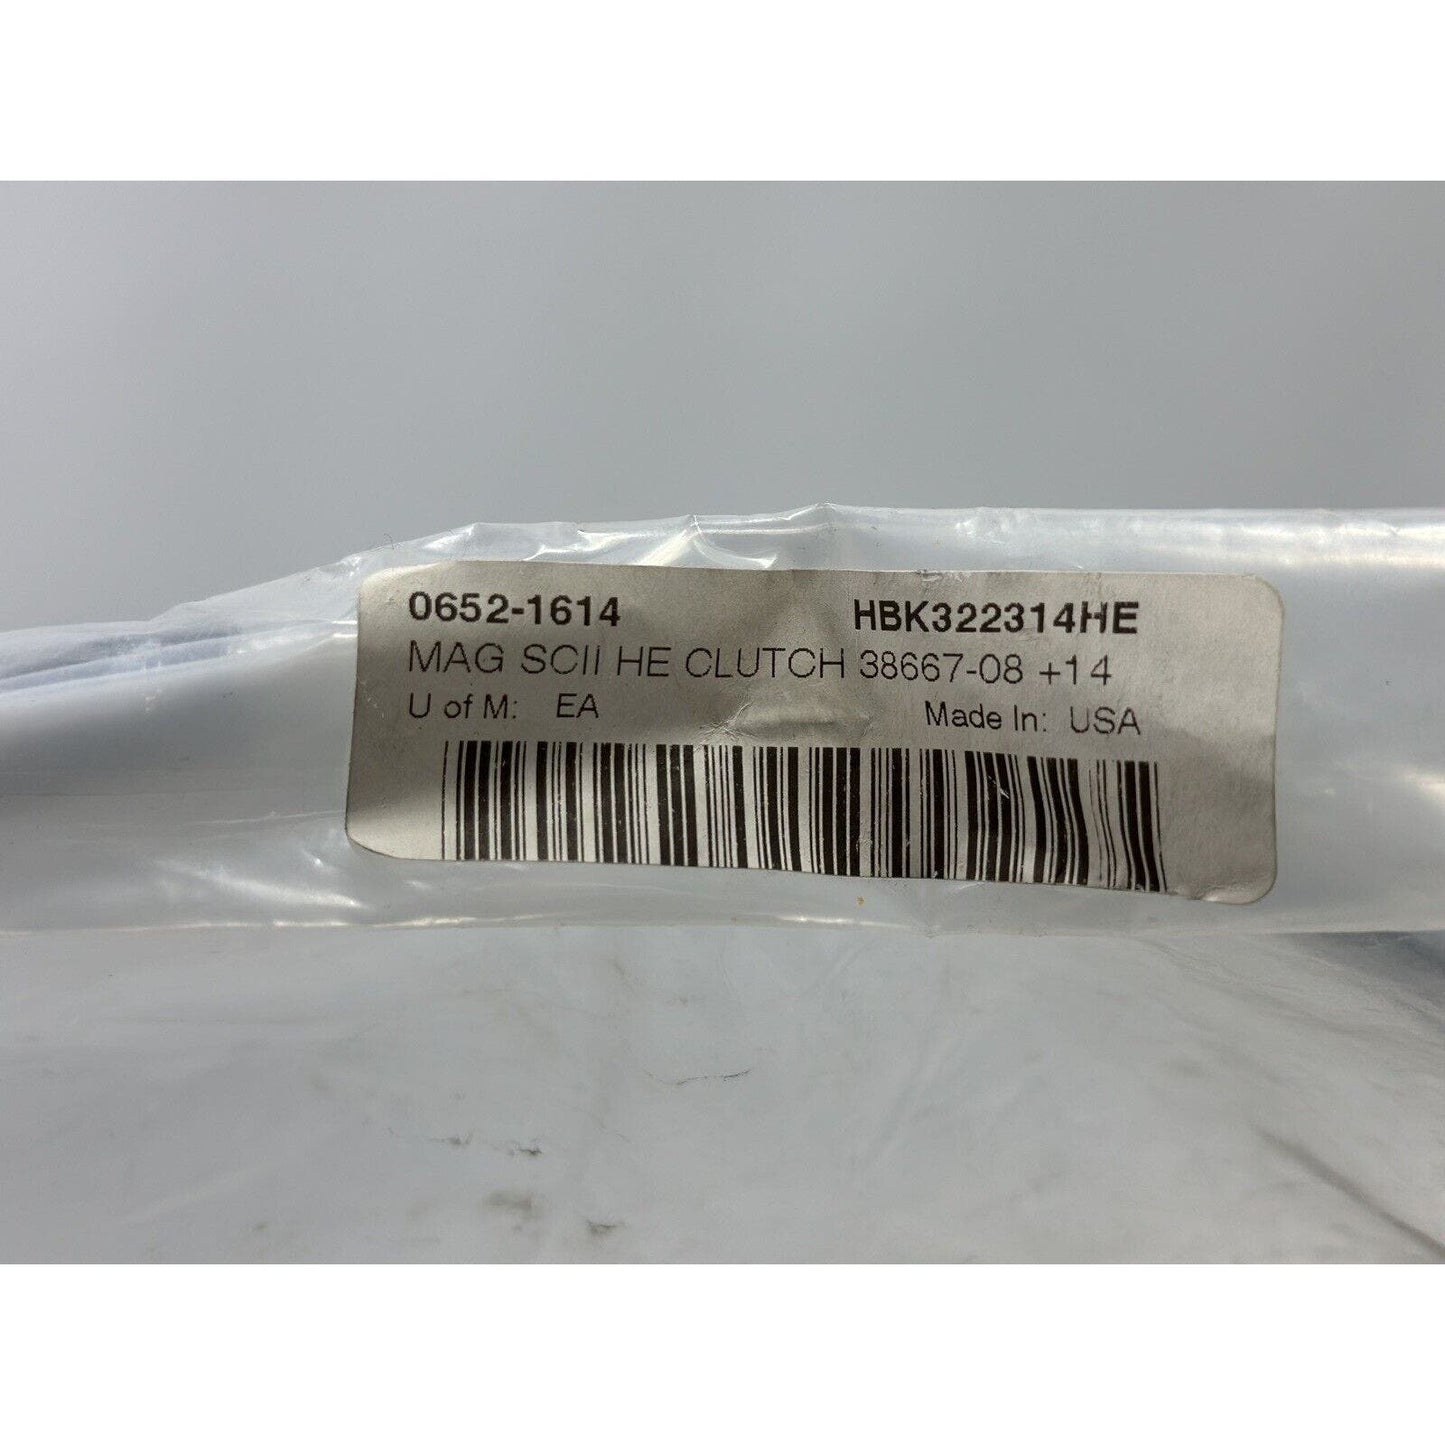 0652-1614 HBK322314HE
MAG SCII HE CLUTCH 38667-08 +14
U of M: EA Made In: USA